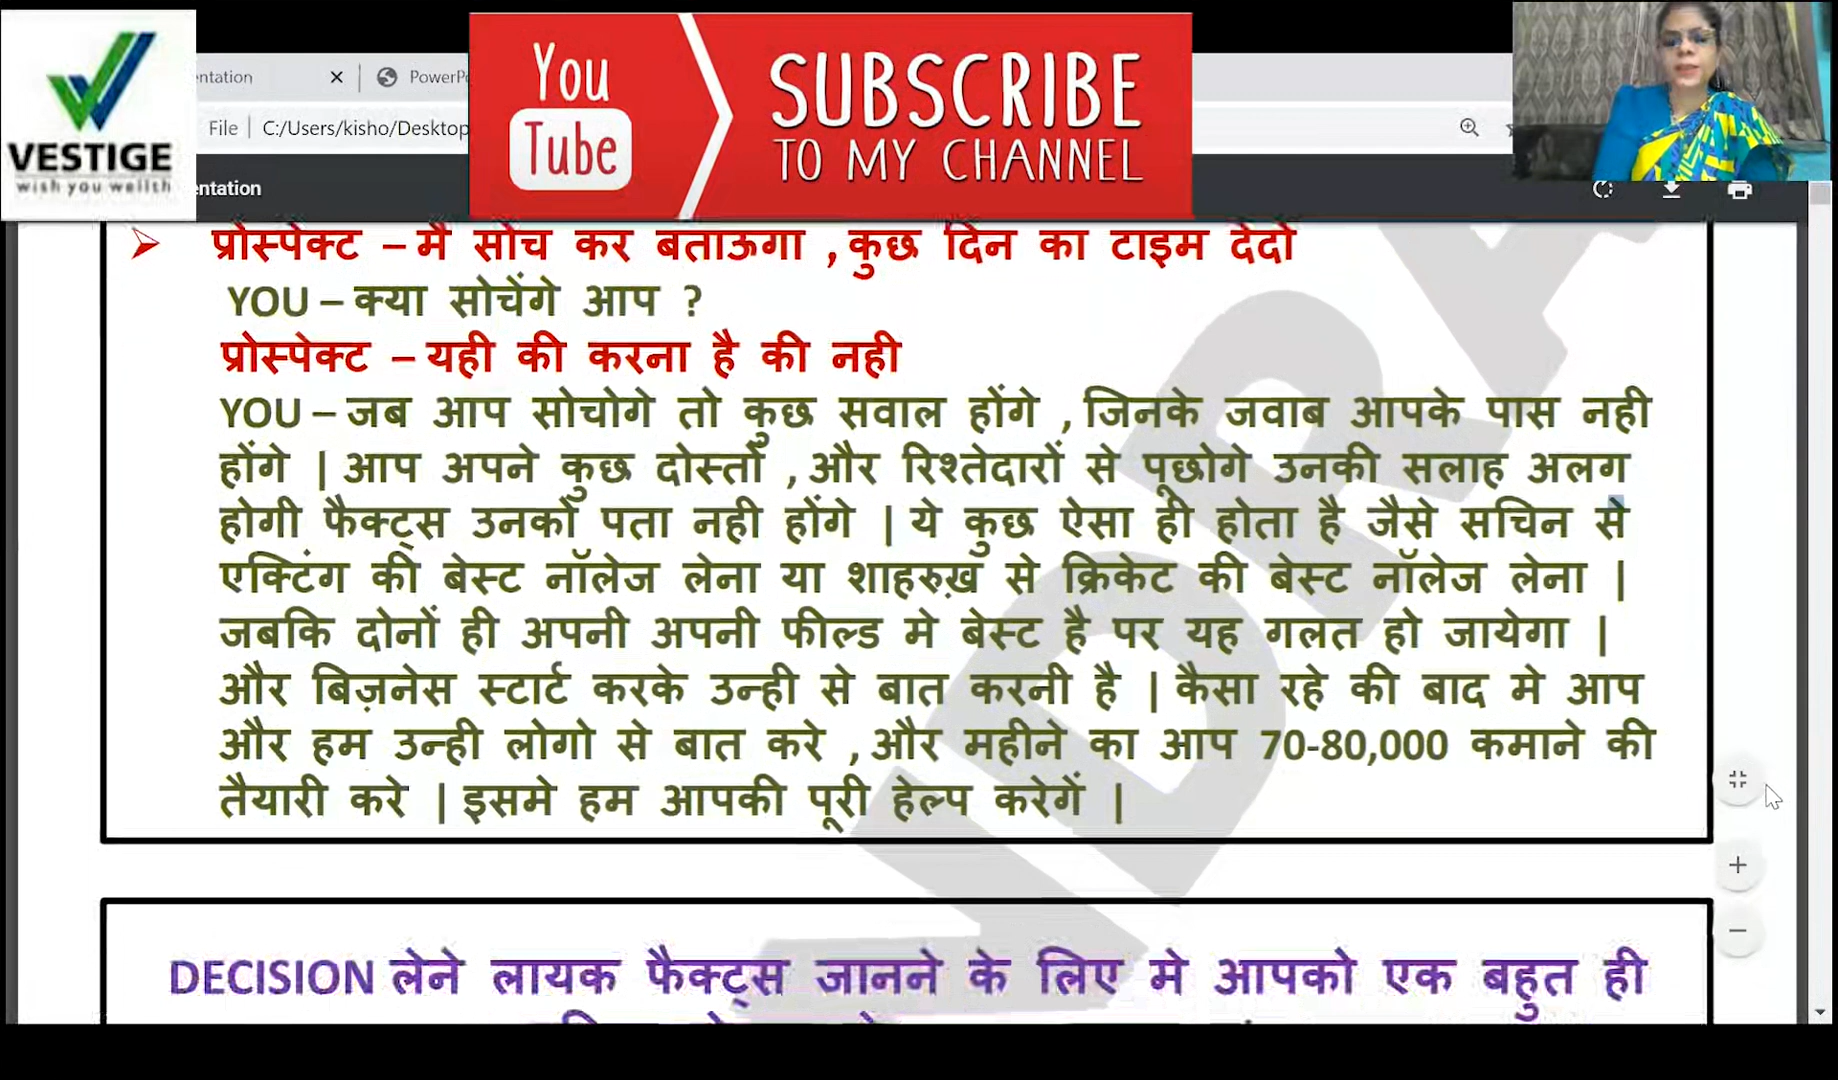 VESTIGE
wish you wellth
entation
PowerP
File
C:/Users/kisho/Desktop
entation
You
Tube
SUBSCRIBE
TO MY CHANNEL
प्रोस्पेक्ट – मै सोच कर बताऊगा , कुछ दिन का टाइम देदो
YOU – क्या सोचेंगे आप ?
प्रोस्पेक्ट – यही की करना है की नही
YOU – जब आप सोचोगे तो कुछ सवाल होंगे , जिनके जवाब आपके पास नही
होंगे | आप अपने कुछ दोस्तों , और रिश्तेदारों से पूछोगे उनकी सलाह अलग
होगी फैक्ट्स उनको पता नही होंगे | ये कुछ ऐसा ही होता है जैसे सचिन से
एक्टिंग की बेस्ट नॉलेज लेना या शाहरुख़ से क्रिकेट की बेस्ट नॉलेज लेना |
जबकि दोनों ही अपनी अपनी फील्ड मे बेस्ट है पर यह गलत हो जायेगा |
और बिज़नेस स्टार्ट करके उन्ही से बात करनी है | कैसा रहे की बाद मे आप
और हम उन्ही लोगो से बात करे , और महीने का आप 70-80,000 कमाने की
तैयारी करे | इसमे हम आपकी पूरी हेल्प करेगें |
DECISION लेने लायक फैक्ट्स जानने के लिए मे आपको एक बहुत ही